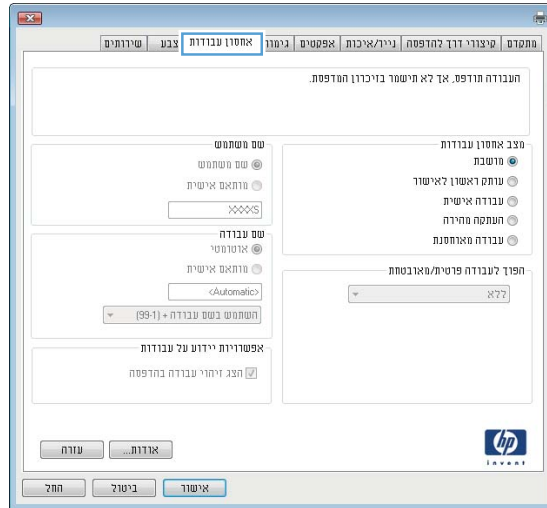 מתקדם
קיצורי דרך להדפסה
נייר/איכות
אפקטים
גימור
אחסון עבודות
צבע
שירותים
העבודה תודפס, אך לא תישמר בזיכרון המדפסת.
מצב אחסון עבודות
מושבת
עותק ראשון לאישור
עבודה אישית
העתקה מהירה
עבודה מאוחסנת
הפוך לעבודה פרטית/מאובטחת
ללא
שם משתמש
שם משתמש
מותאם אישית
XXXXS
שם עבודה
אוטומטי
מותאם אישית
<Automatic>
השתמש בשם עבודה + (99-1)
אפשרויות יידוע על עבודות
הצג זיהוי עבודה בהדפסה
hp
invent
אודות...
עזרה
אישור
ביטול
החל